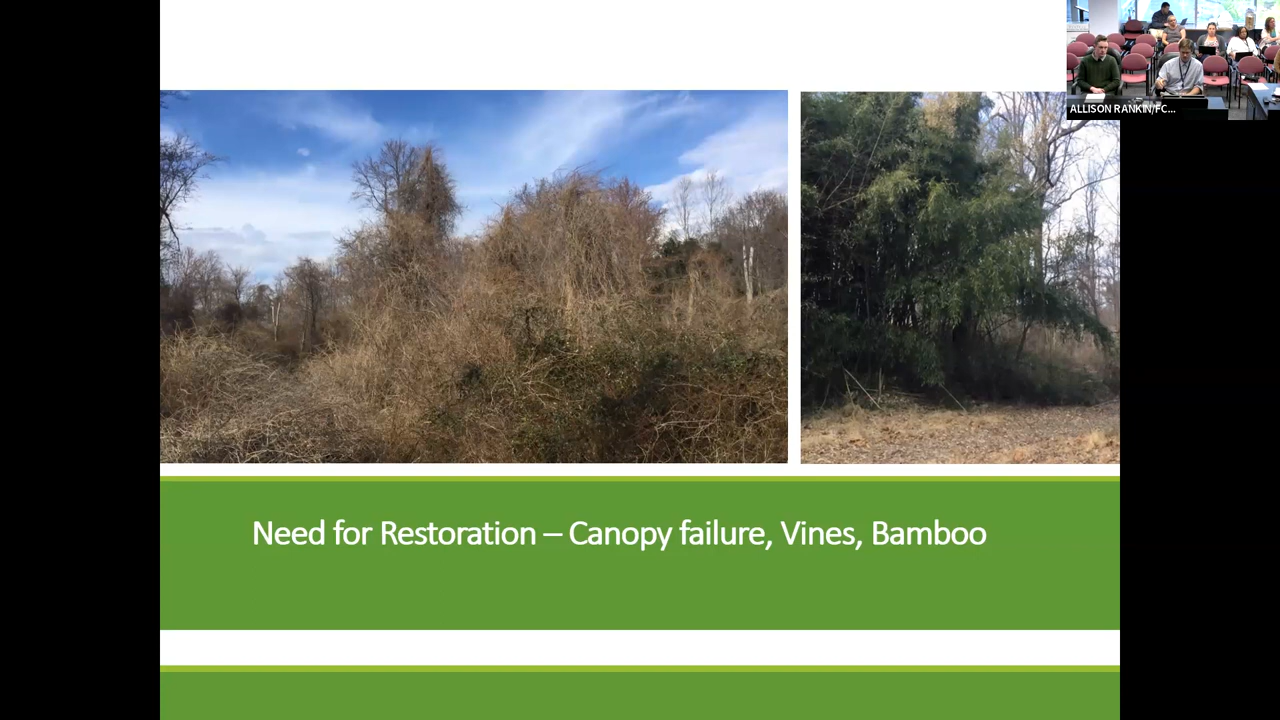 ALLISON RANKIN/FC...
Need for Restoration – Canopy failure, Vines, Bamboo